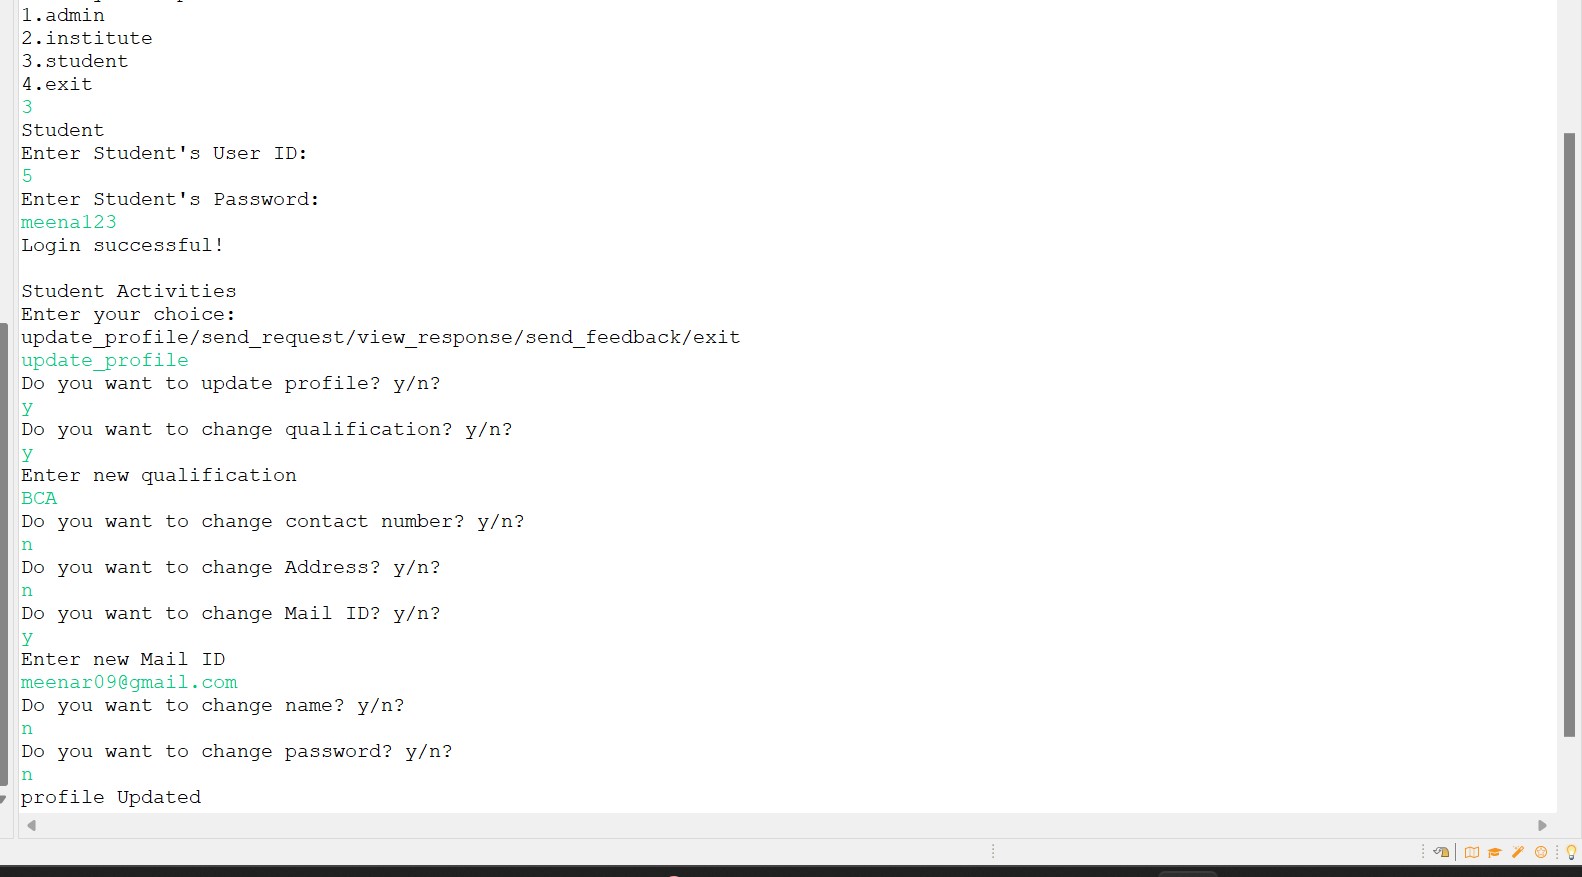 1.admin
2.institute
3.student
4.exit
3
Student
Enter Student's User ID:
5
Enter Student's Password:
meena123
Login successful!
Student Activities
Enter your choice:
update_profile/send_request/view_response/send_feedback/exit
update_profile
Do you want to update profile? y/n?
y
Do you want to change qualification? y/n?
y
Enter new qualification
BCA
Do you want to change contact number? y/n?
n
Do you want to change Address? y/n?
n
Do you want to change Mail ID? y/n?
y
Enter new Mail ID
meenar09@gmail.com
Do you want to change name? y/n?
n
Do you want to change password? y/n?
n
profile Updated